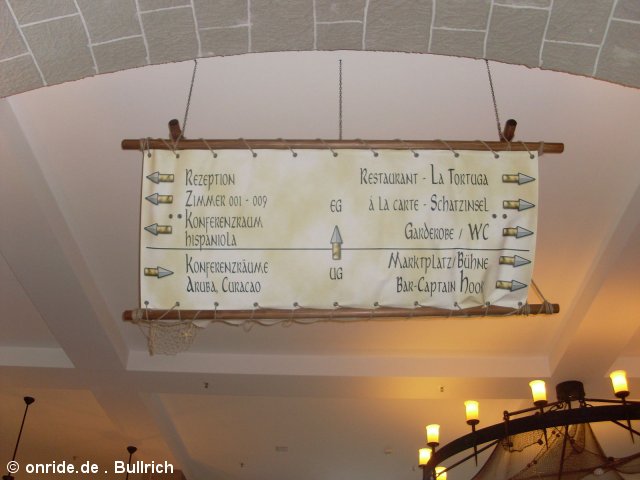 Rezeption
Zimmer 001 - 009
Konferenzraum
Hispaniola
Konferenzräume
Aruba, Curacao
EG
UG
Restaurant - La Tortuga
á la carte - Schatzinsel
Garderobe / WC
Marktplatz/Bühne
Bar-Captain Hook
© onride.de . Bullrich